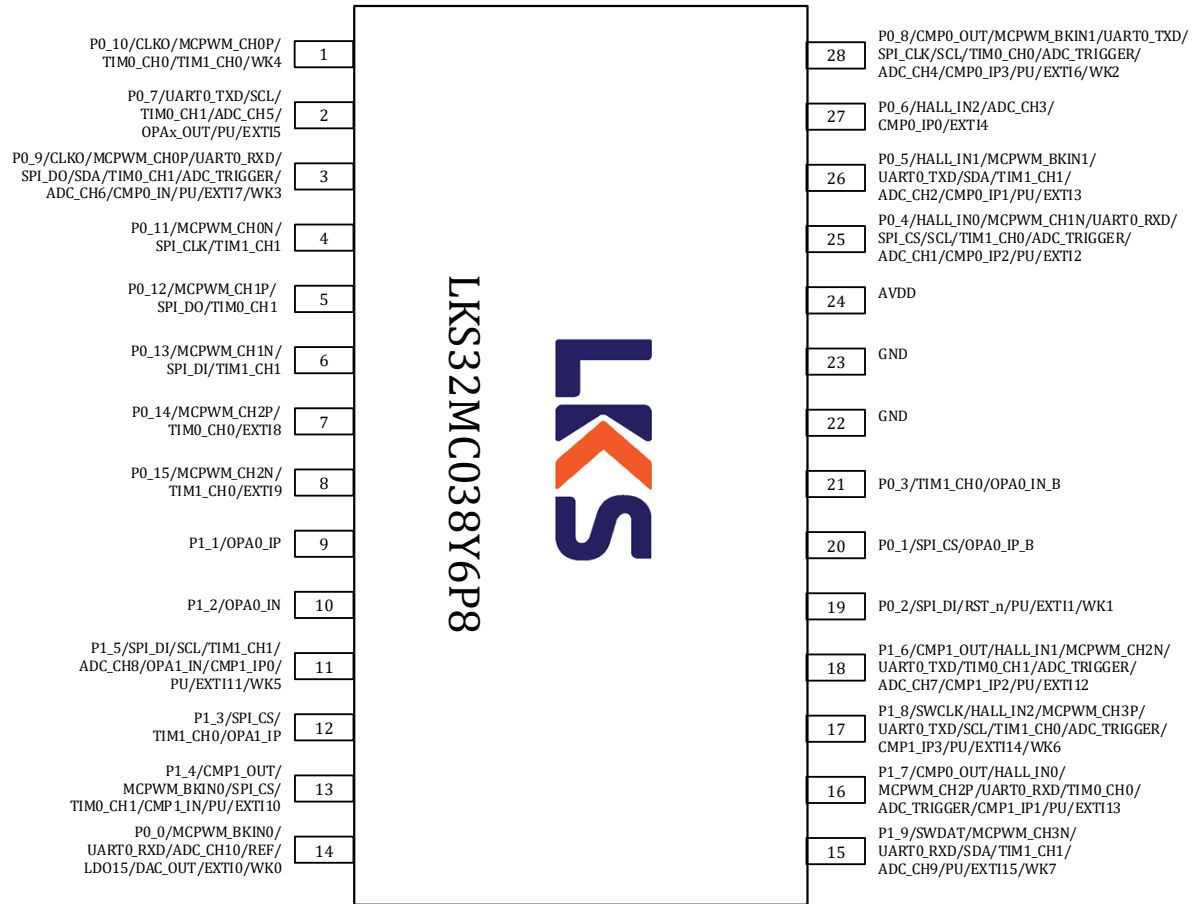 P0_10/CLKO/MCPWM_CH0P/
TIM0_CH0/TIM1_CH0/WK4
1
P0_7/UART0_TXD/SCL/
TIM0_CH1/ADC_CH5/
OPAx_OUT/PU/EXTI5
2
P0_9/CLKO/MCPWM_CH0P/UART0_RXD/
SPI_DO/SDA/TIM0_CH1/ADC_TRIGGER/
ADC_CH6/CMP0_IN/PU/EXTI7/WK3
3
P0_11/MCPWM_CH0N/
SPI_CLK/TIM1_CH1
4
P0_12/MCPWM_CH1P/
SPI_DO/TIM0_CH1
5
P0_13/MCPWM_CH1N/
SPI_DI/TIM1_CH1
6
P0_14/MCPWM_CH2P/
TIM0_CH0/EXTI8
7
P0_15/MCPWM_CH2N/
TIM1_CH0/EXTI9
8
P1_1/OPA0_IP
9
P1_2/OPA0_IN
10
P1_5/SPI_DI/SCL/TIM1_CH1/
ADC_CH8/OPA1_IN/CMP1_IP0/
PU/EXTI11/WK5
11
P1_3/SPI_CS/
TIM1_CH0/OPA1_IP
12
P1_4/CMP1_OUT/
MCPWM_BKIN0/SPI_CS/
TIM0_CH1/CMP1_IN/PU/EXTI10
13
P0_0/MCPWM_BKIN0/
UART0_RXD/ADC_CH10/REF/
LDO15/DAC_OUT/EXTI0/WK0
14
LKS32MC038Y6P8
LKS
28
P0_8/CMP0_OUT/MCPWM_BKIN1/UART0_TXD/
SPI_CLK/SCL/TIM0_CH0/ADC_TRIGGER/
ADC_CH4/CMP0_IP3/PU/EXTI6/WK2
27
P0_6/HALL_IN2/ADC_CH3/
CMP0_IP0/EXTI4
26
P0_5/HALL_IN1/MCPWM_BKIN1/
UART0_TXD/SDA/TIM1_CH1/
ADC_CH2/CMP0_IP1/PU/EXTI3
25
P0_4/HALL_IN0/MCPWM_CH1N/UART0_RXD/
SPI_CS/SCL/TIM1_CH0/ADC_TRIGGER/
ADC_CH1/CMP0_IP2/PU/EXTI2
24
AVDD
23
GND
22
GND
21
P0_3/TIM1_CH0/OPA0_IN_B
20
P0_1/SPI_CS/OPA0_IP_B
19
P0_2/SPI_DI/RST_n/PU/EXTI1/WK1
18
P1_6/CMP1_OUT/HALL_IN1/MCPWM_CH2N/
UART0_TXD/TIM0_CH1/ADC_TRIGGER/
ADC_CH7/CMP1_IP2/PU/EXTI12
17
P1_8/SWCLK/HALL_IN2/MCPWM_CH3P/
UART0_TXD/SCL/TIM1_CH0/ADC_TRIGGER/
CMP1_IP3/PU/EXTI14/WK6
16
P1_7/CMP0_OUT/HALL_IN0/
MCPWM_CH2P/UART0_RXD/TIM0_CH0/
ADC_TRIGGER/CMP1_IP1/PU/EXTI13
15
P1_9/SWDAT/MCPWM_CH3N/
UART0_RXD/SDA/TIM1_CH1/
ADC_CH9/PU/EXTI15/WK7